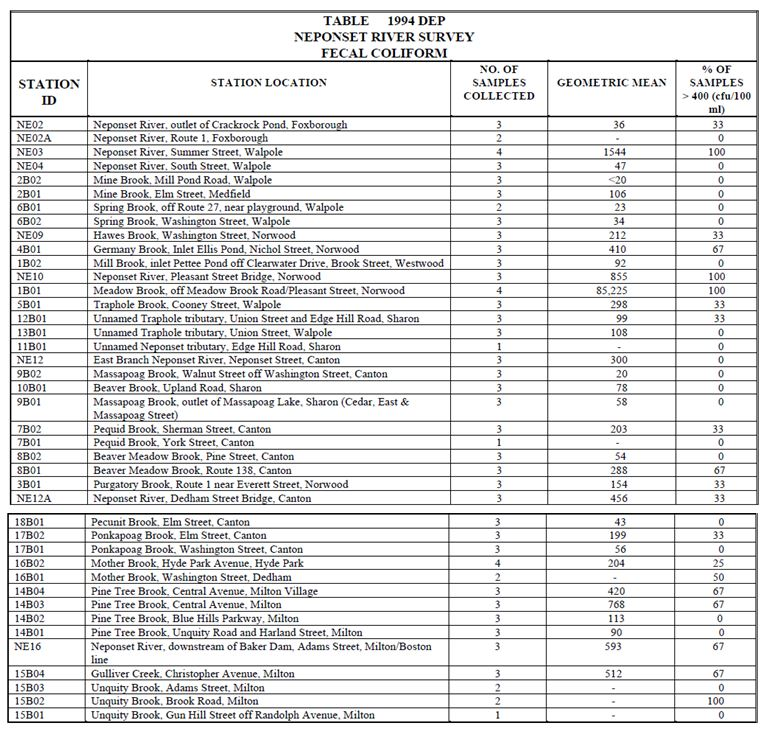 TABLE 1994 DEP
NEPONSET RIVER SURVEY
FECAL COLIFORM
STATION ID STATION LOCATION NO. OF SAMPLES COLLECTED GEOMETRIC MEAN % OF SAMPLES > 400 (cfu/100 ml)
NE02 Neponset River, outlet of Crackrock Pond, Foxborough 3 36 33
NE02A Neponset River, Route 1, Foxborough 2 - 0
NE03 Neponset River, Summer Street, Walpole 4 1544 100
NE04 Neponset River, South Street, Walpole 3 47 0
2B02 Mine Brook, Mill Pond Road, Walpole 3 <20 0
2B01 Mine Brook, Elm Street, Medfield 3 106 0
6B01 Spring Brook, off Route 27, near playground, Walpole 2 23 0
6B02 Spring Brook, Washington Street, Walpole 3 34 0
NE09 Hawes Brook, Washington Street, Norwood 3 212 33
4B01 Germany Brook, Inlet Ellis Pond, Nichol Street, Norwood 3 410 67
1B02 Mill Brook, inlet Pettee Pond off Clearwater Drive, Brook Street, Westwood 3 92 0
NE10 Neponset River, Pleasant Street Bridge, Norwood 3 855 100
1B01 Meadow Brook, off Meadow Brook Road/Pleasant Street, Norwood 4 85,225 100
5B01 Traphole Brook, Cooney Street, Walpole 3 298 33
12B01 Unnamed Traphole tributary, Union Street and Edge Hill Road, Sharon 3 99 33
13B01 Unnamed Traphole tributary, Union Street, Walpole 3 108 0
11B01 Unnamed Neponset tributary, Edge Hill Road, Sharon 1 - 0
NE12 East Branch Neponset River, Neponset Street, Canton 3 300 0
9B02 Massapoag Brook, Walnut Street off Washington Street, Canton 3 20 0
10B01 Beaver Brook, Upland Road, Sharon 3 78 0
9B01 Massapoag Brook, outlet of Massapoag Lake, Sharon (Cedar, East & 3 58 0
Massapoag Street)
7B02 Pequid Brook, Sherman Street, Canton 3 203 33
7B01 Pequid Brook, York Street, Canton 1 - 0
8B02 Beaver Meadow Brook, Pine Street, Canton 3 54 0
8B01 Beaver Meadow Brook, Route 138, Canton 3 288 67
3B01 Purgatory Brook, Route 1 near Everett Street, Norwood 3 154 33
NE12A Neponset River, Dedham Street Bridge, Canton 3 456 33
18B01 Pecunit Brook, Elm Street, Canton 3 43 0
17B02 Ponkapoag Brook, Elm Street, Canton 3 199 33
17B01 Ponkapoag Brook, Washington Street, Canton 3 56 0
16B02 Mother Brook, Hyde Park Avenue, Hyde Park 4 204 25
16B01 Mother Brook, Washington Street, Dedham 2 - 50
14B04 Pine Tree Brook, Central Avenue, Milton Village 3 420 67
14B03 Pine Tree Brook, Central Avenue, Milton 3 768 67
14B02 Pine Tree Brook, Blue Hills Parkway, Milton 3 113 0
14B01 Pine Tree Brook, Unquity Road and Harland Street, Milton 3 90 0
NE16 Neponset River, downstream of Baker Dam, Adams Street, Milton/Boston 3 593 67
line
15B04 Gulliver Creek, Christopher Avenue, Milton 3 512 67
15B03 Unquity Brook, Adams Street, Milton 2 - 0
15B02 Unquity Brook, Brook Road, Milton 2 - 100
15B01 Unquity Brook, Gun Hill Street off Randolph Avenue, Milton 1 - 0